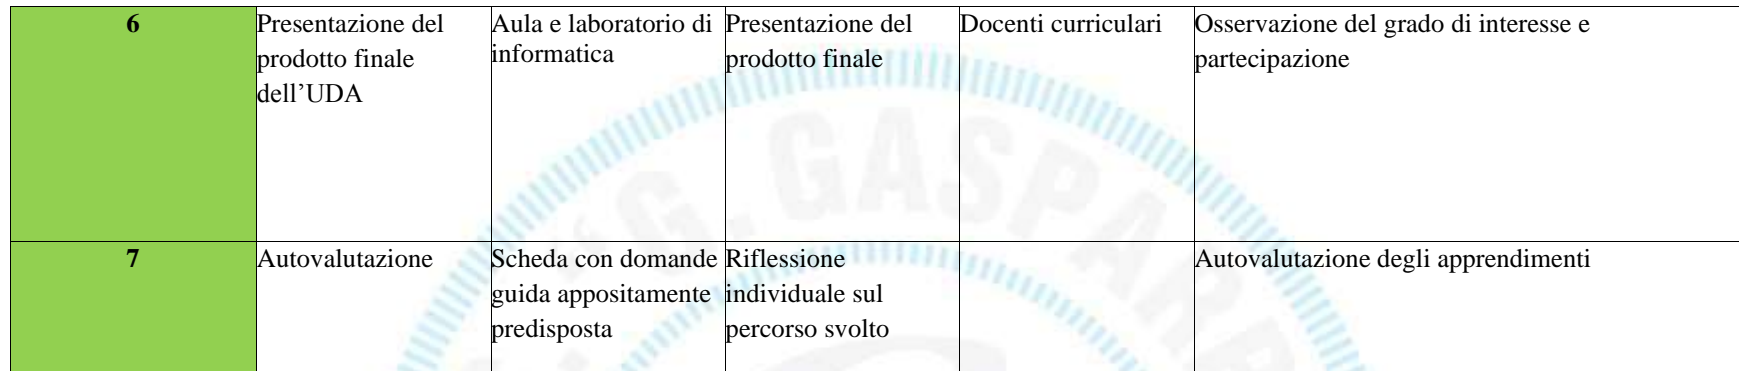 6
Presentazione del
prodotto finale
dell’UDA
Aula e laboratorio di
informatica
Presentazione del
prodotto finale
Docenti curriculari
Osservazione del grado di interesse e
partecipazione
7
Autovalutazione
Scheda con domande
guida appositamente
predisposta
Riflessione
individuale sul
percorso svolto
Autovalutazione degli apprendimenti
"G. GASPAR